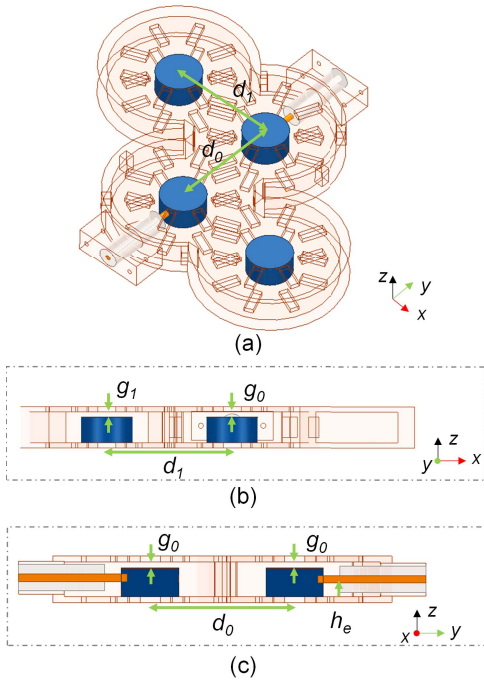 d₁
d₀
z
y
x
(a)
g₁
g₀
d₁
z
y
x
(b)
g₀
g₀
d₀
hₑ
z
x
y
(c)